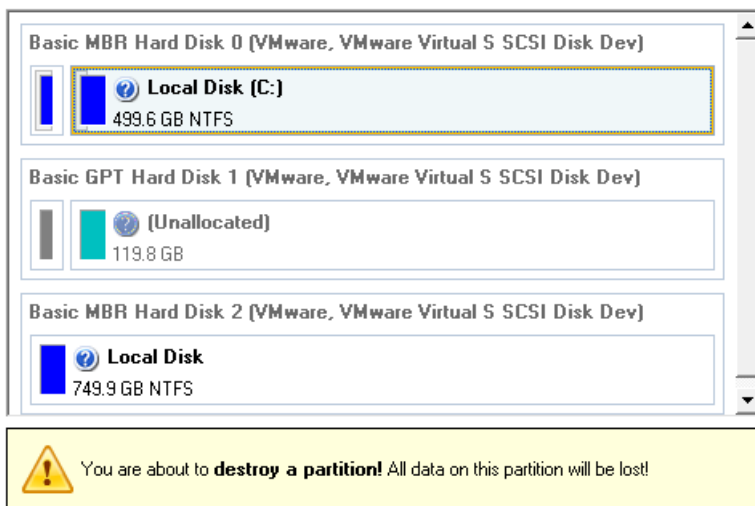 Basic MBR Hard Disk 0 (VMware, VMware Virtual S SCSI Disk Dev)
Local Disk (C:)
499.6 GB NTFS
Basic GPT Hard Disk 1 (VMware, VMware Virtual S SCSI Disk Dev)
(Unallocated)
119.8 GB
Basic MBR Hard Disk 2 (VMware, VMware Virtual S SCSI Disk Dev)
Local Disk
749.9 GB NTFS
You are about to destroy a partition! All data on this partition will be lost!